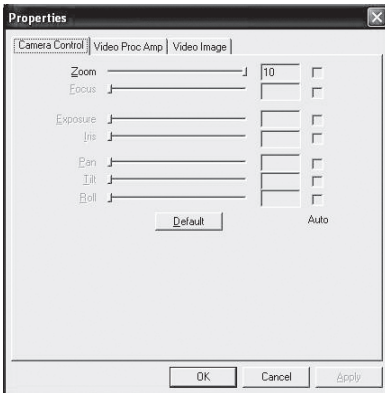 Properties
Camera Control Video Proc Amp Video Image
Zoom 10
Focus
Exposure
Iris
Pan
Tilt
Roll
Default Auto
OK Cancel Apply